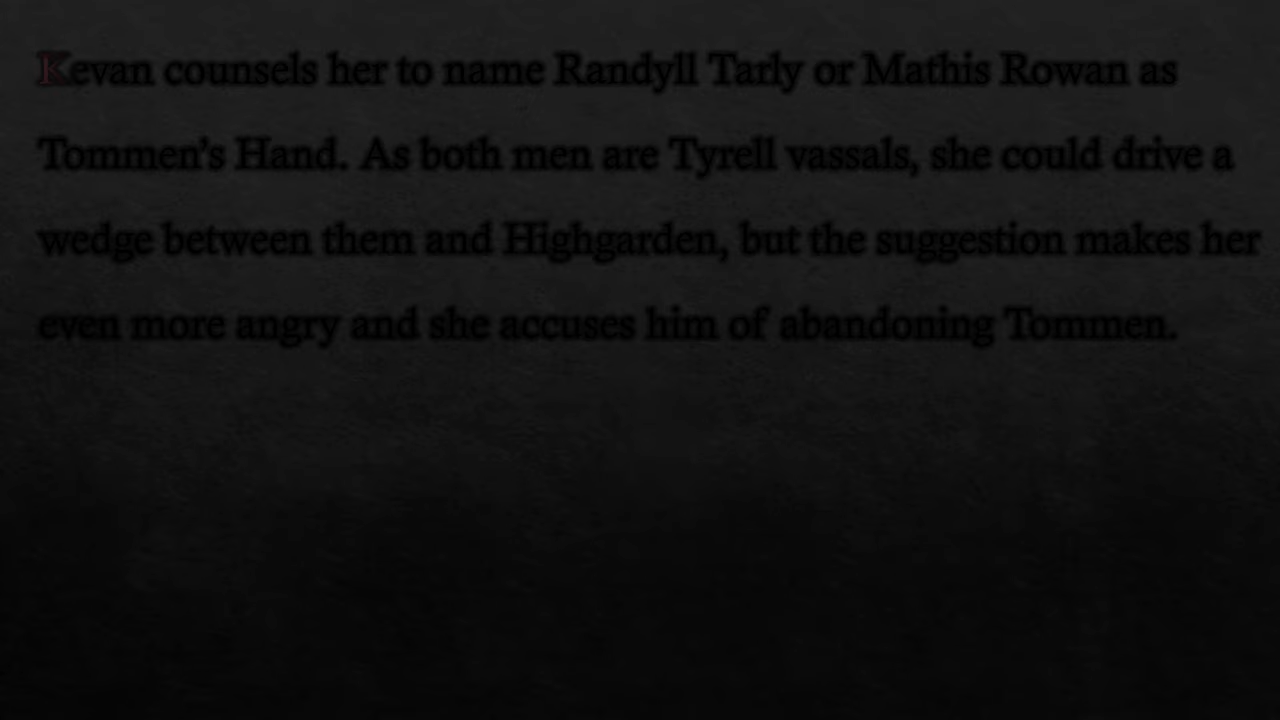 Kevan counsels her to name Randyll Tarly or Mathis Rowan as
Tommen’s Hand. As both men are Tyrell vassals, she could drive a
wedge between them and Highgarden, but the suggestion makes her
even more angry and she accuses him of abandoning Tommen.